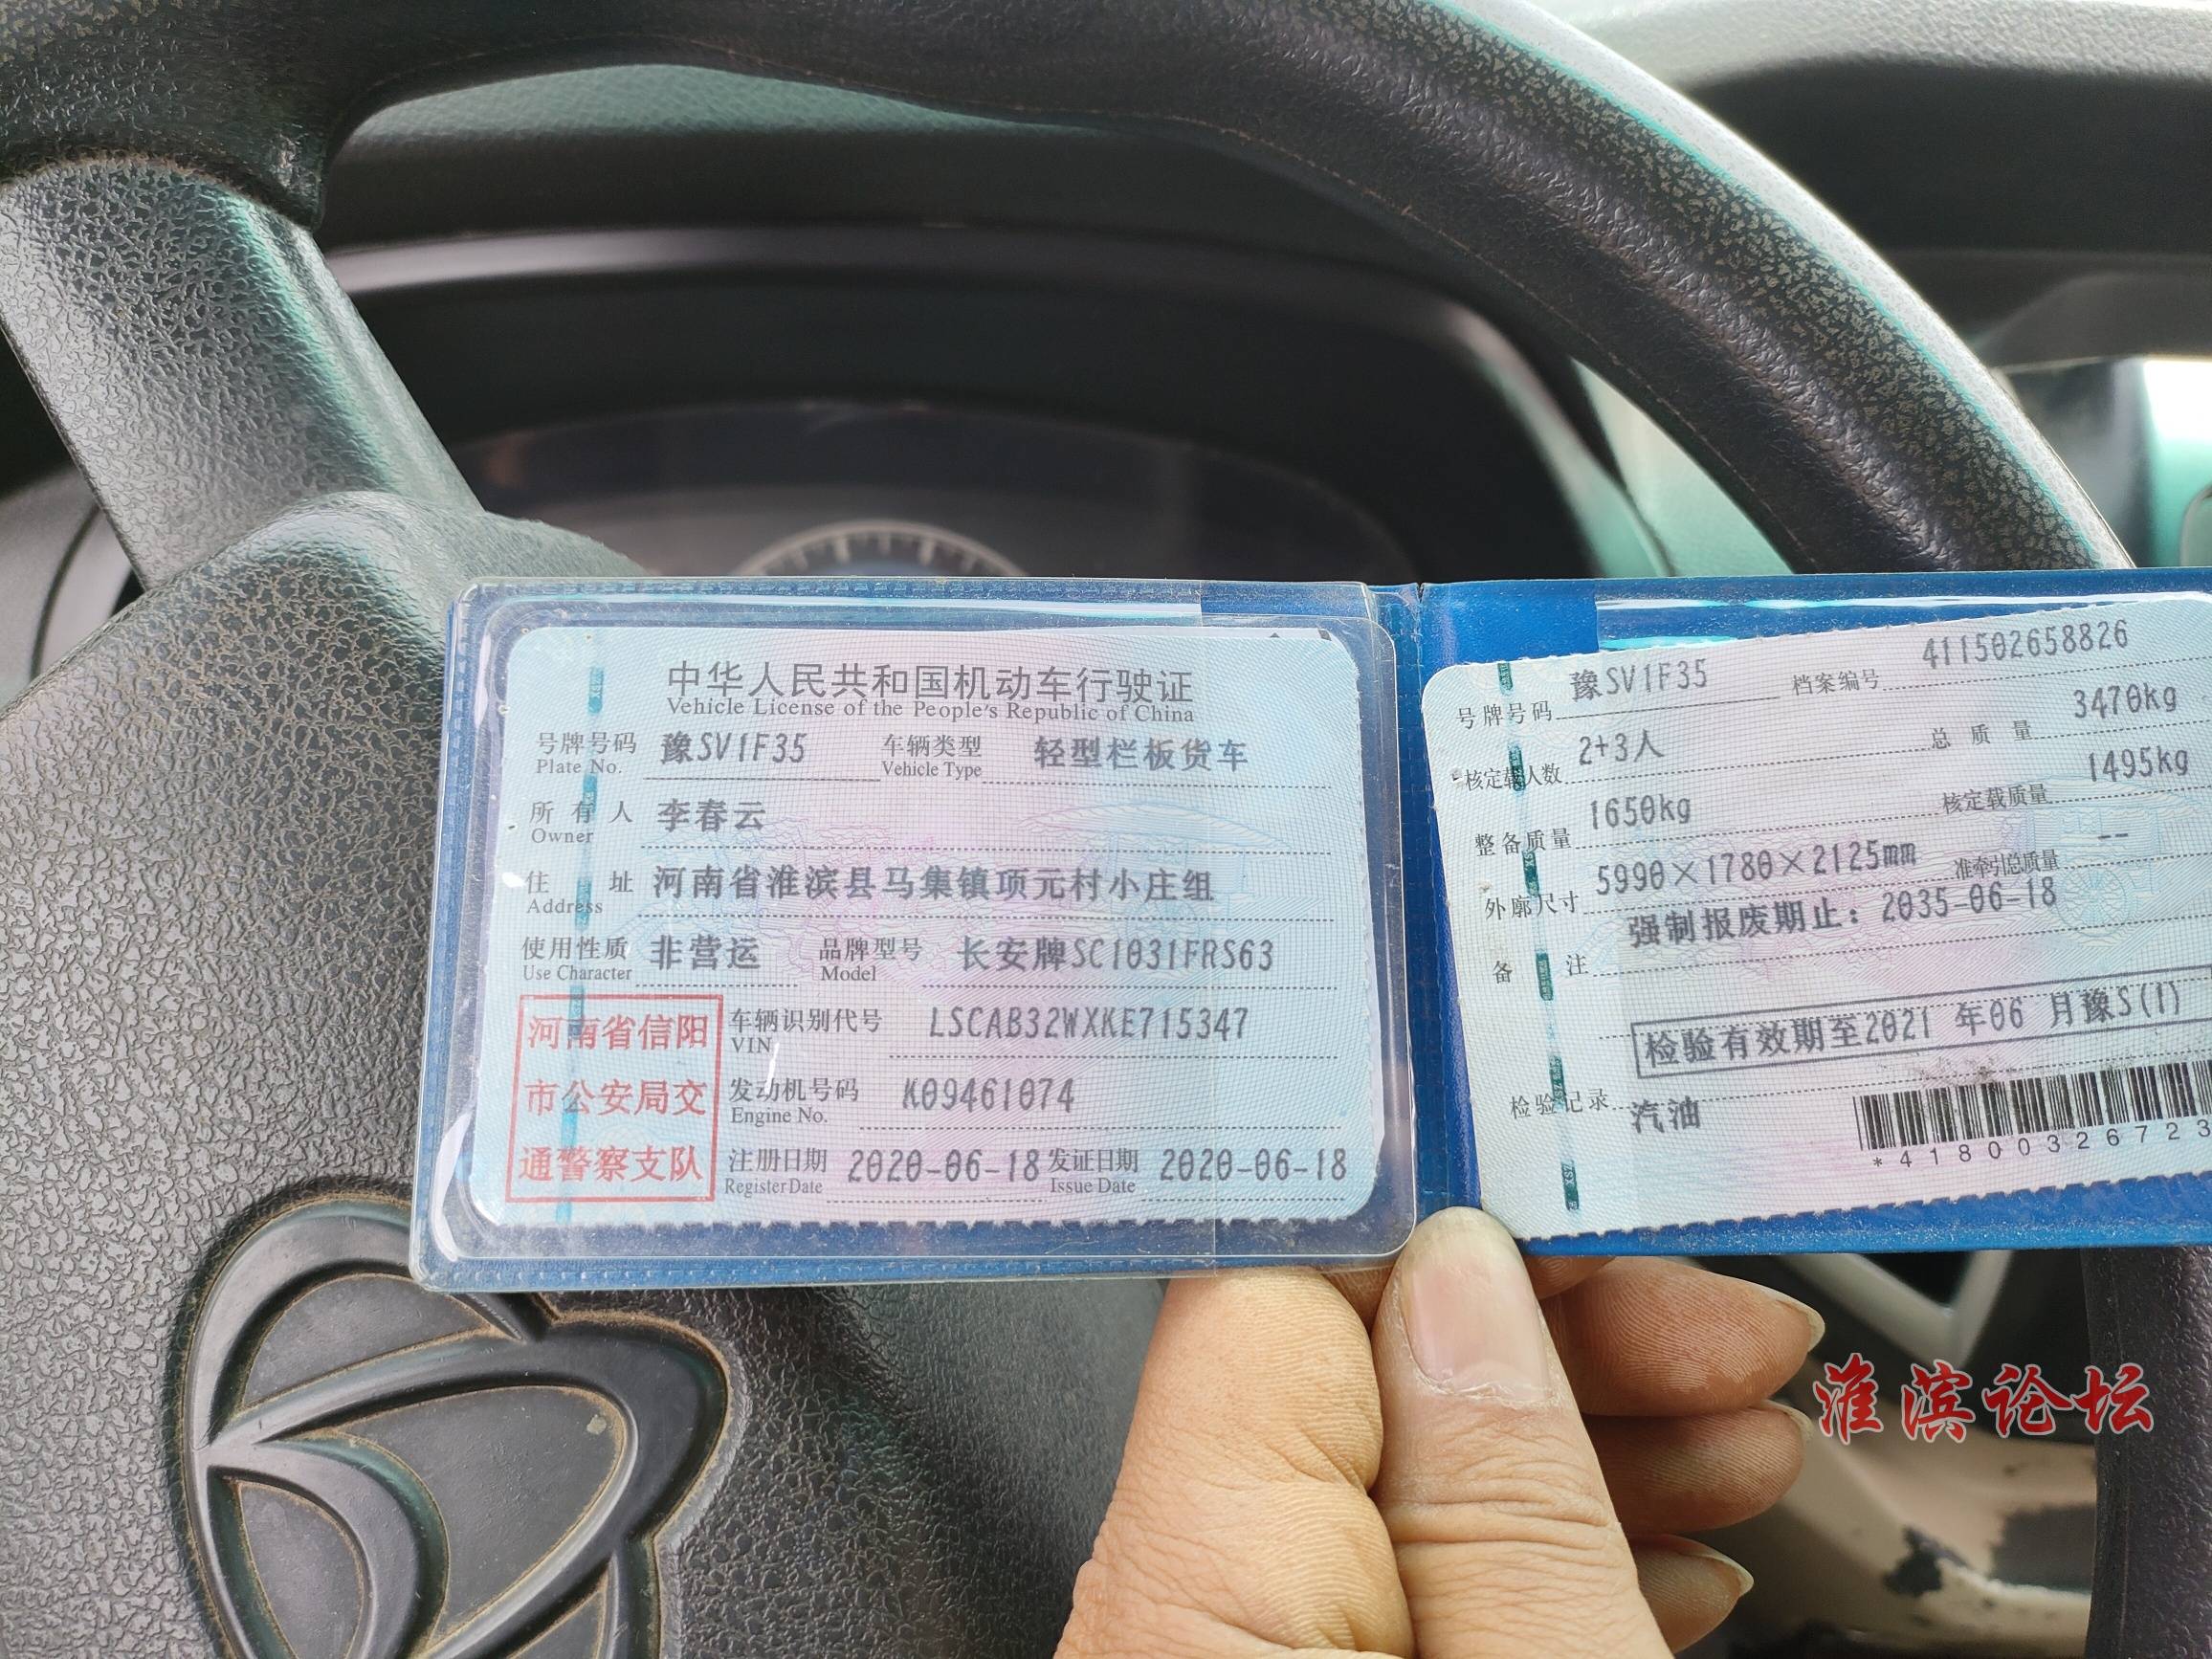 中华人民共和国机动车行驶证
Vehicle License of the People's Republic of China
号牌号码 豫SV1F35 车辆类型 轻型栏板货车
Plate No. Vehicle Type
所有人 李春云
Owner
住址 河南省淮滨县马集镇项元村小庄组
Address
使用性质 非营运 品牌型号 长安牌SC1031FRS63
Use Character Model
河南省信阳
市公安局交
通警察支队
车辆识别代号 LSCAB32WXKE715347
VIN
发动机号码 K09461074
Engine No.
注册日期 2020-06-18 发证日期 2020-06-18
Register Date Issue Date
号牌号码 豫SV1F35 档案编号 411502658826
核定载人数 2+3人 总质量 3470kg
整备质量 1650kg 核定载质量 1495kg
外廓尺寸 5990×1780×2125mm 准牵引总质量 --
备注 强制报废期止：2035-06-18
检验有效期至2021 年06 月豫S(1)
检验记录 汽油
*41800326723
淮滨论坛